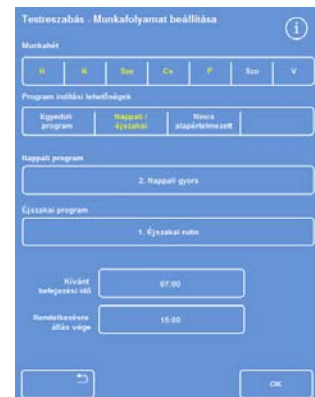 Testreszabás - Munkafolyamat beállítása
i
Munkahét
H K Sze Cs P Szo V
Program indítási lehetőségek
Egyedüli program
Nappali / éjszakai
Nincs alapértelmezett
Nappali program
2. Nappali gyors
Éjszakai program
1. Éjszakai rutin
Kívánt befejezési idő
07.00
Rendelkezésre állás vége
15.00
OK